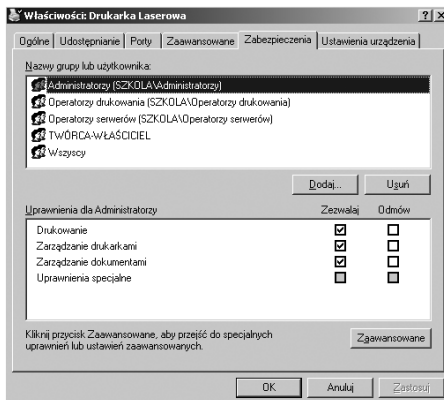 Właściwości: Drukarka Laserowa
Ogólne Udostępnianie Porty Zaawansowane Zabezpieczenia Ustawienia urządzenia
Nazwy grupy lub użytkownika:
Administratorzy (SZKOLA\Administratorzy)
Operatorzy drukowania (SZKOLA\Operatorzy drukowania)
Operatorzy serwerów (SZKOLA\Operatorzy serwerów)
TWÓRCA-WŁAŚCICIEL
Wszyscy
Dodaj... Usuń
Uprawnienia dla Administratorzy Zezwalaj Odmów
Drukowanie
Zarządzanie drukarkami
Zarządzanie dokumentami
Uprawnienia specjalne
Kliknij przycisk Zaawansowane, aby przejść do specjalnych
uprawnień lub ustawień zaawansowanych.
Zaawansowane
OK Anuluj Zastosuj